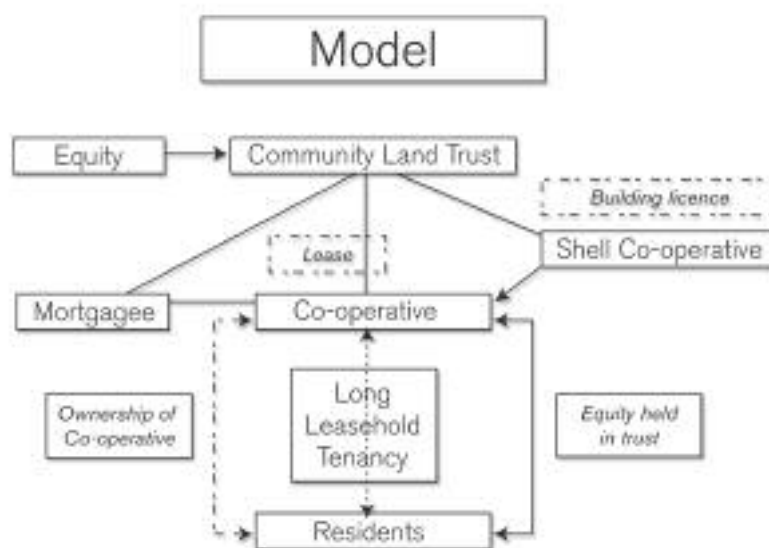 Model
Equity
Community Land Trust
Building licence
Lease
Shell Co-operative
Mortgagee
Co-operative
Ownership of
Co-operative
Long
Leasehold
Tenancy
Equity held
in trust
Residents